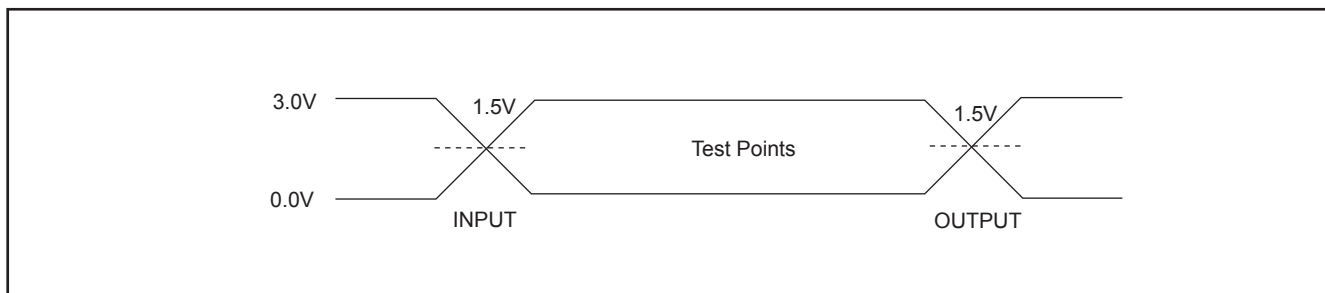 3.0V
1.5V
1.5V
Test Points
0.0V
INPUT
OUTPUT